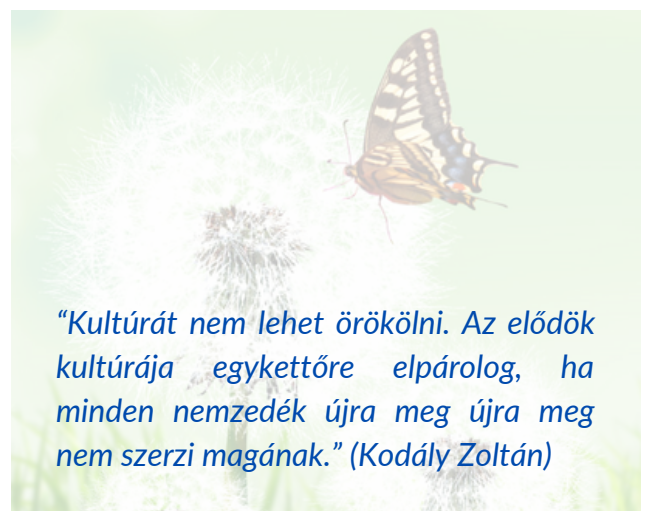 “Kultúrát nem lehet örökölni. Az elődök
kultúrája egykettőre elpárolog, ha
minden nemzedék újra meg újra meg
nem szerzi magának.” (Kodály Zoltán)